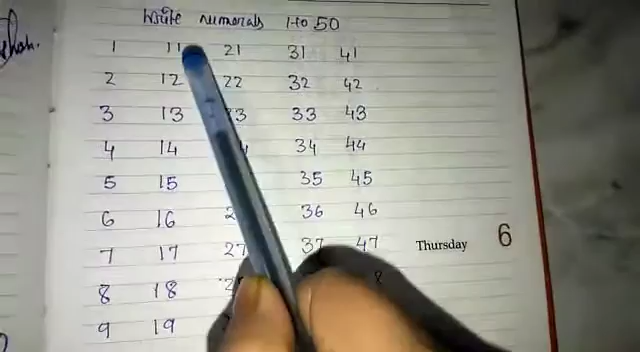 Write numerals 1 to 50
1 11 21 31 41
2 12 22 32 42
3 13 33 43
4 14 34 44
5 15 35 45
6 16 36 46
7 17 27 37 47 Thursday 6
8 18
9 19